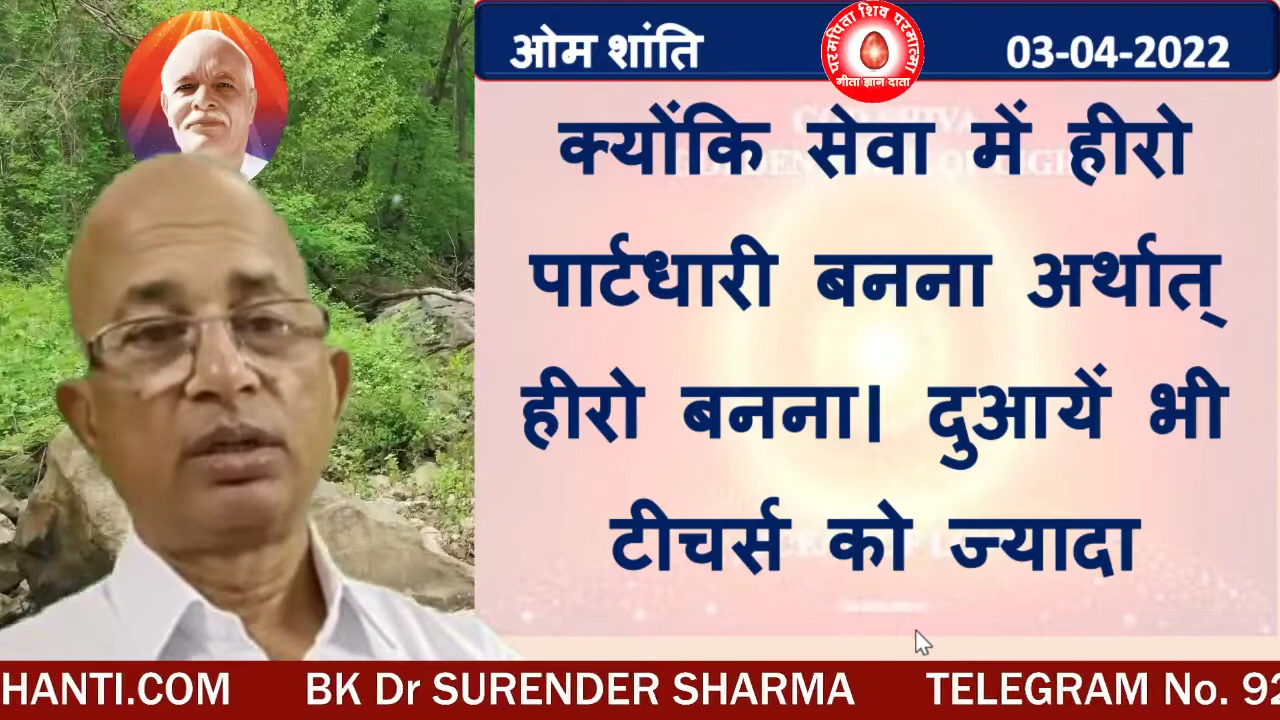 ओम शांति
परमपिता शिव परमात्मा
गीता ज्ञान दाता
03-04-2022
क्योंकि सेवा में हीरो
पार्टधारी बनना अर्थात्
हीरो बनना। दुआयें भी
टीचर्स को ज्यादा
HANTI.COM BK Dr SURENDER SHARMA TELEGRAM No. 92